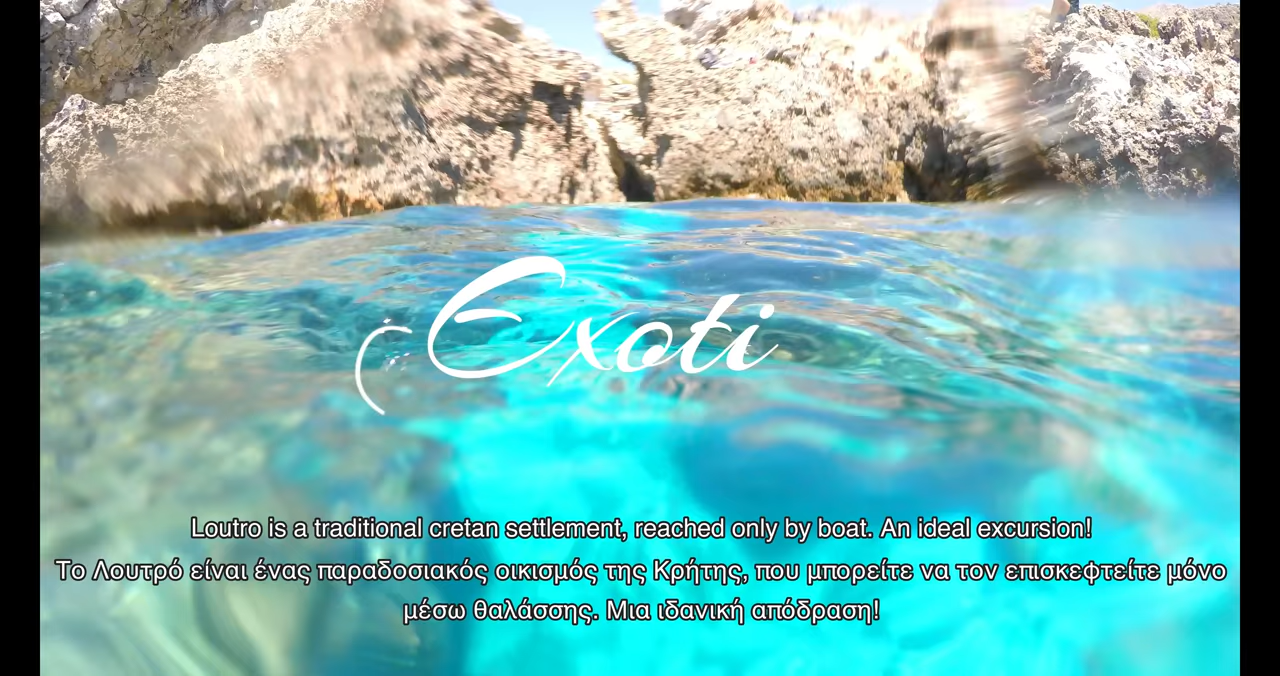 Exoti
Loutro is a traditional cretan settlement, reached only by boat. An ideal excursion!
Το Λουτρό είναι ένας παραδοσιακός οικισμός της Κρήτης, που μπορείτε να τον επισκεφτείτε μόνο
μέσω θαλάσσης. Μια ιδανική απόδραση!